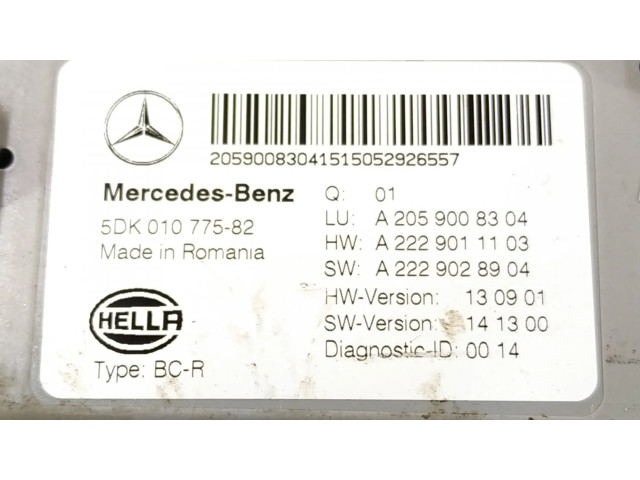 20590083041515052926557
Mercedes-Benz
5DK 010 775-82
Made in Romania
HELLA
Type: BC-R
Q: 01
LU: A 205 900 83 04
HW: A 222 901 11 03
SW: A 222 902 89 04
HW-Version: 13 09 01
SW-Version: 14 13 00
Diagnostic-ID: 00 14